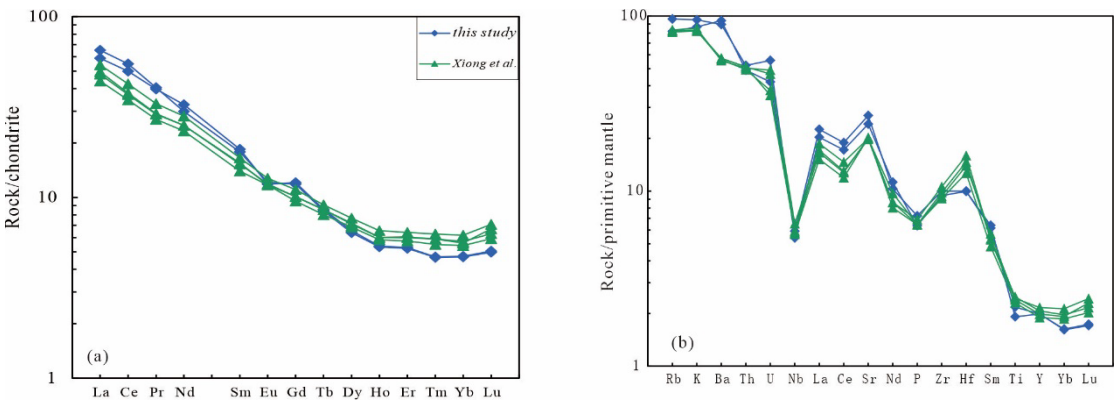 100
10
1
Rock/chondrite
this study
Xiong et al.
(a)
La Ce Pr Nd Sm Eu Gd Tb Dy Ho Er Tm Yb Lu
100
10
1
Rock/primitive mantle
(b)
Rb K Ba Th U Nb La Ce Sr Nd P Zr Hf Sm Ti Y Yb Lu